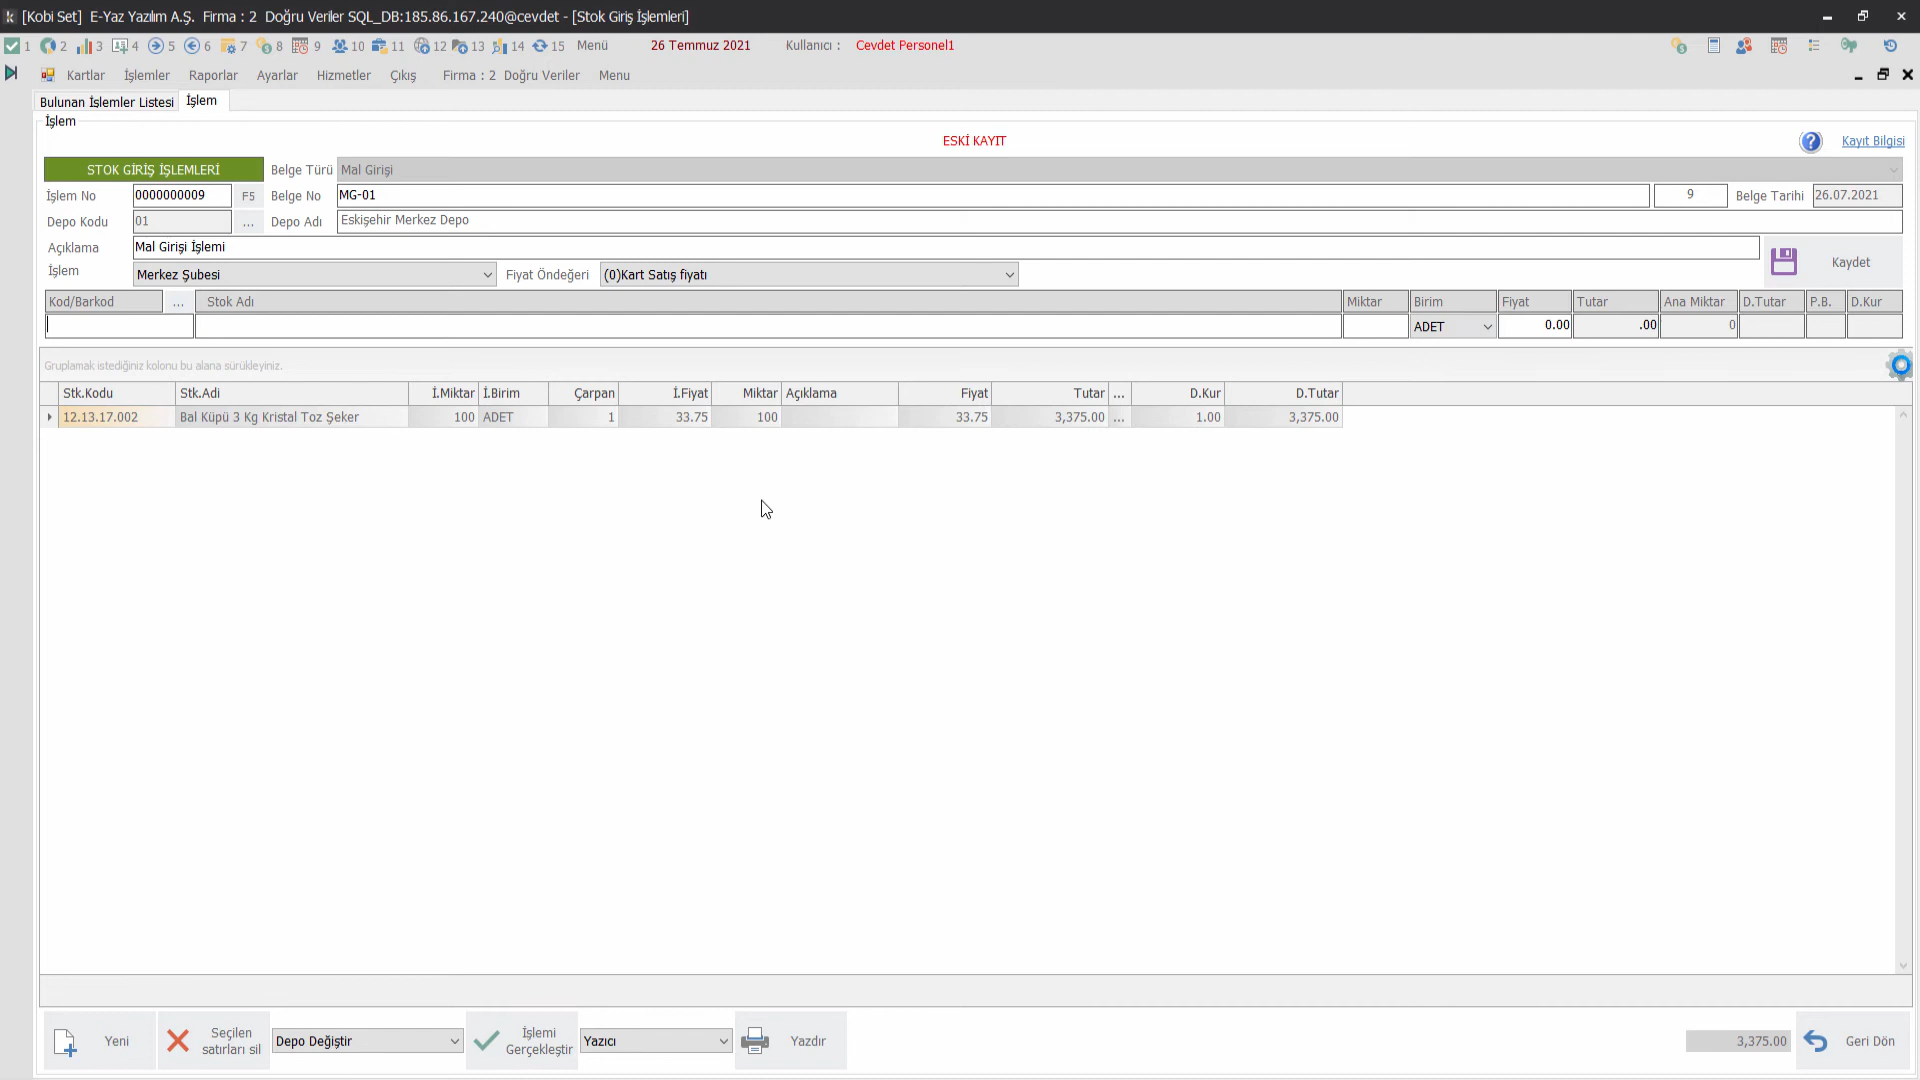 [Kobi Set] E-Yaz Yazılım A.Ş. Firma : 2 Doğru Veriler SQL_DB:185.86.167.240@cevdet - [Stok Giriş İşlemleri]
1 2 3 4 5 6 7 8 9 10 11 12 13 14 15 Menü 26 Temmuz 2021 Kullanıcı : Cevdet Personel1
Kartlar İşlemler Raporlar Ayarlar Hizmetler Çıkış Firma : 2 Doğru Veriler Menu
Bulunan İşlemler Listesi İşlem
İşlem
ESKİ KAYIT Kayıt Bilgisi
STOK GİRİŞ İŞLEMLERİ Belge Türü Mal Girişi
İşlem No 0000000009 F5 Belge No MG-01 9 Belge Tarihi 26.07.2021
Depo Kodu 01 ... Depo Adı Eskişehir Merkez Depo
Açıklama Mal Girişi İşlemi
İşlem Merkez Şubesi Fiyat Öndeğeri (0)Kart Satış fiyatı Kaydet
Kod/Barkod ... Stok Adı Miktar Birim Fiyat Tutar Ana Miktar D.Tutar P.B. D.Kur
ADET 0.00 .00 0
Gruplamak istediğiniz kolonu bu alana sürükleyiniz.
Stk.Kodu Stk.Adi İ.Miktar İ.Birim Çarpan İ.Fiyat Miktar Açıklama Fiyat Tutar ... D.Kur D.Tutar
12.13.17.002 Bal Küpü 3 Kg Kristal Toz Şeker 100 ADET 1 33.75 100 33.75 3,375.00 ... 1.00 3,375.00
Yeni Seçilen satırları sil Depo Değiştir İşlemi Gerçekleştir Yazıcı Yazdır 3,375.00 Geri Dön